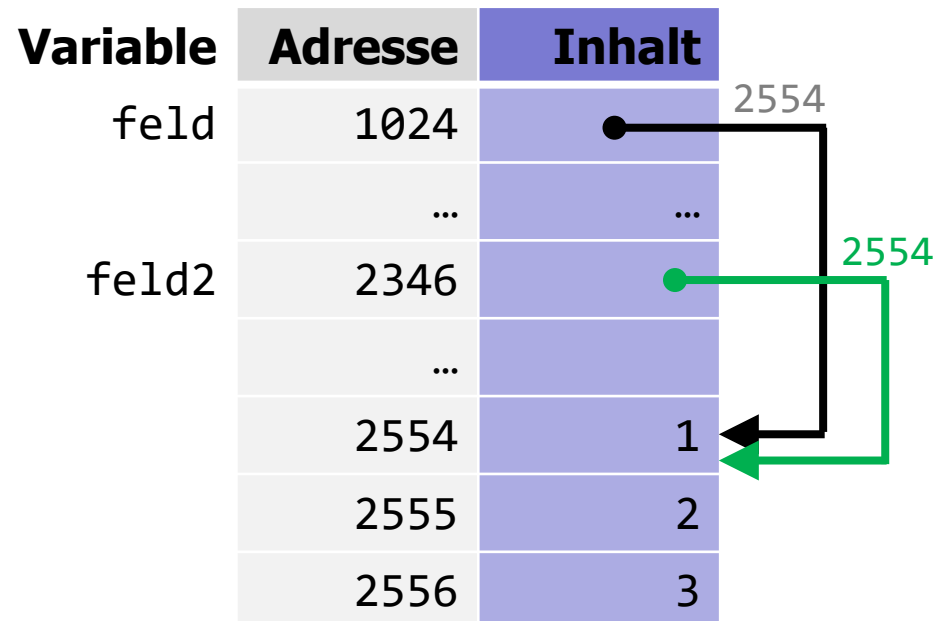 Variable Adresse Inhalt
2554
feld 1024
… …
2554
feld2 2346
…
2554 1
2555 2
2556 3